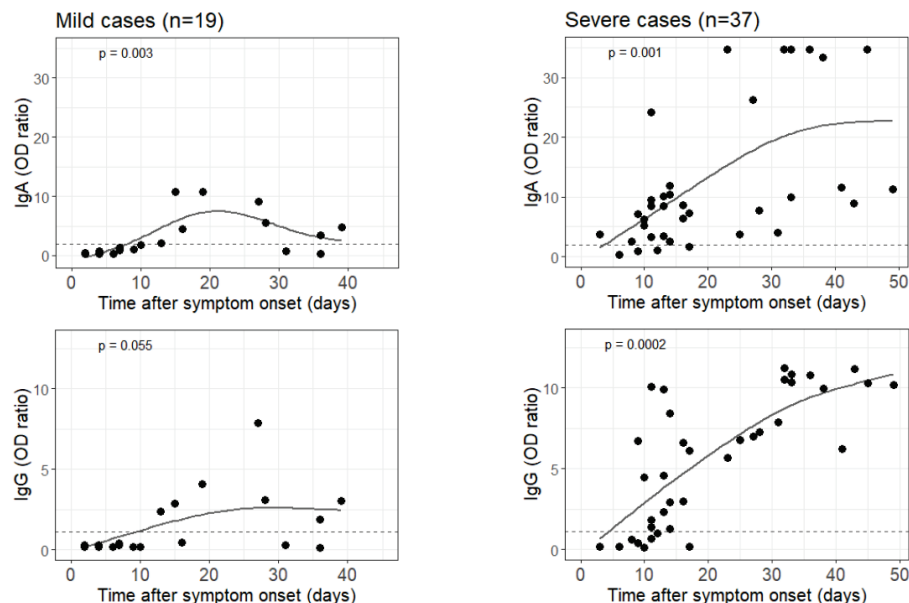 Mild cases (n=19)
p = 0.003
IgA (OD ratio)
30
20
10
0
0 10 20 30 40
Time after symptom onset (days)
Severe cases (n=37)
p = 0.001
IgA (OD ratio)
30
20
10
0
0 10 20 30 40 50
Time after symptom onset (days)
p = 0.055
IgG (OD ratio)
10
5
0
0 10 20 30 40
Time after symptom onset (days)
p = 0.0002
IgG (OD ratio)
10
5
0
0 10 20 30 40 50
Time after symptom onset (days)